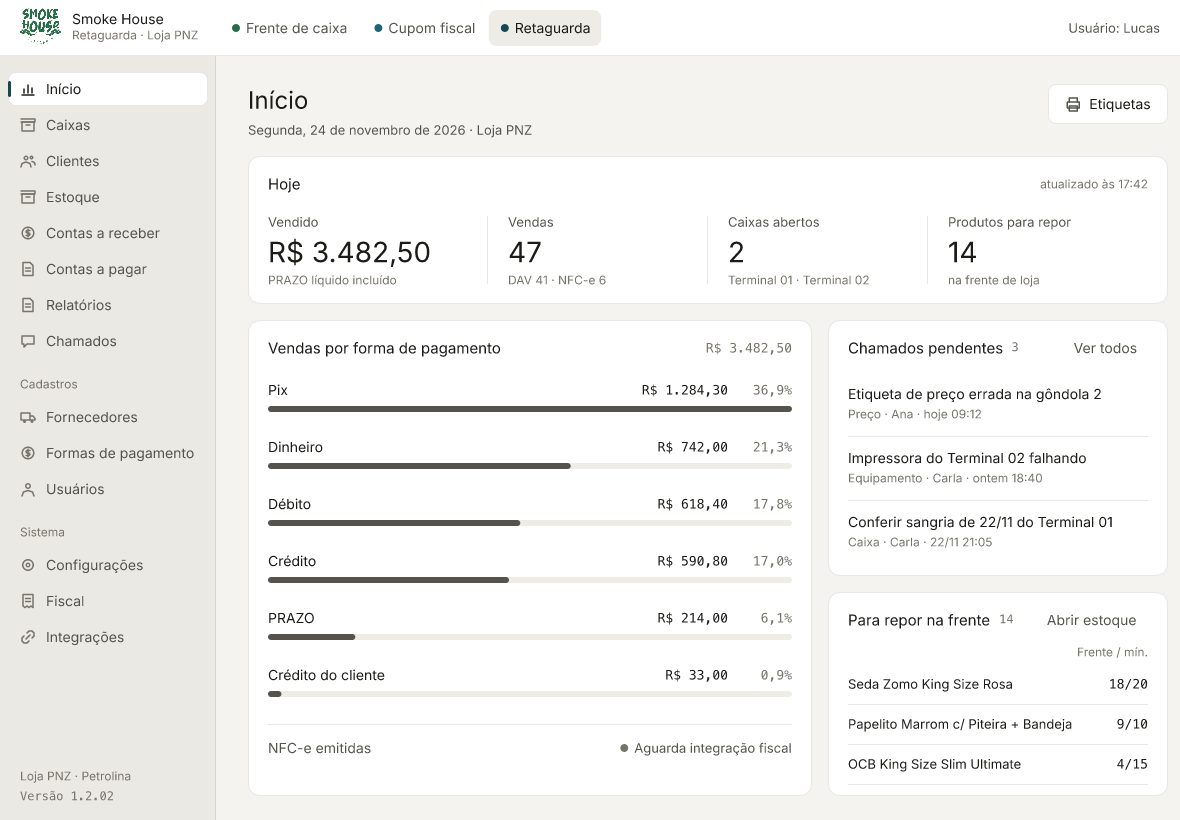 SMOKE HOUSE
Smoke House
Retaguarda · Loja PNZ
Frente de caixa
Cupom fiscal
Retaguarda
Usuário: Lucas
Início
Caixas
Clientes
Estoque
Contas a receber
Contas a pagar
Relatórios
Chamados
Cadastros
Fornecedores
Formas de pagamento
Usuários
Sistema
Configurações
Fiscal
Integrações
Loja PNZ · Petrolina
Versão 1.2.02
Início
Segunda, 24 de novembro de 2026 · Loja PNZ
Etiquetas
Hoje
atualizado às 17:42
Vendido
R$ 3.482,50
PRAZO líquido incluído
Vendas
47
DAV 41 · NFC-e 6
Caixas abertos
2
Terminal 01 · Terminal 02
Produtos para repor
14
na frente de loja
Vendas por forma de pagamento
R$ 3.482,50
Pix R$ 1.284,30 36,9%
Dinheiro R$ 742,00 21,3%
Débito R$ 618,40 17,8%
Crédito R$ 590,80 17,0%
PRAZO R$ 214,00 6,1%
Crédito do cliente R$ 33,00 0,9%
NFC-e emitidas
Aguarda integração fiscal
Chamados pendentes 3
Ver todos
Etiqueta de preço errada na gôndola 2
Preço · Ana · hoje 09:12
Impressora do Terminal 02 falhando
Equipamento · Carla · ontem 18:40
Conferir sangria de 22/11 do Terminal 01
Caixa · Carla · 22/11 21:05
Para repor na frente 14
Abrir estoque
Frente / mín.
Seda Zomo King Size Rosa 18/20
Papelito Marrom c/ Piteira + Bandeja 9/10
OCB King Size Slim Ultimate 4/15